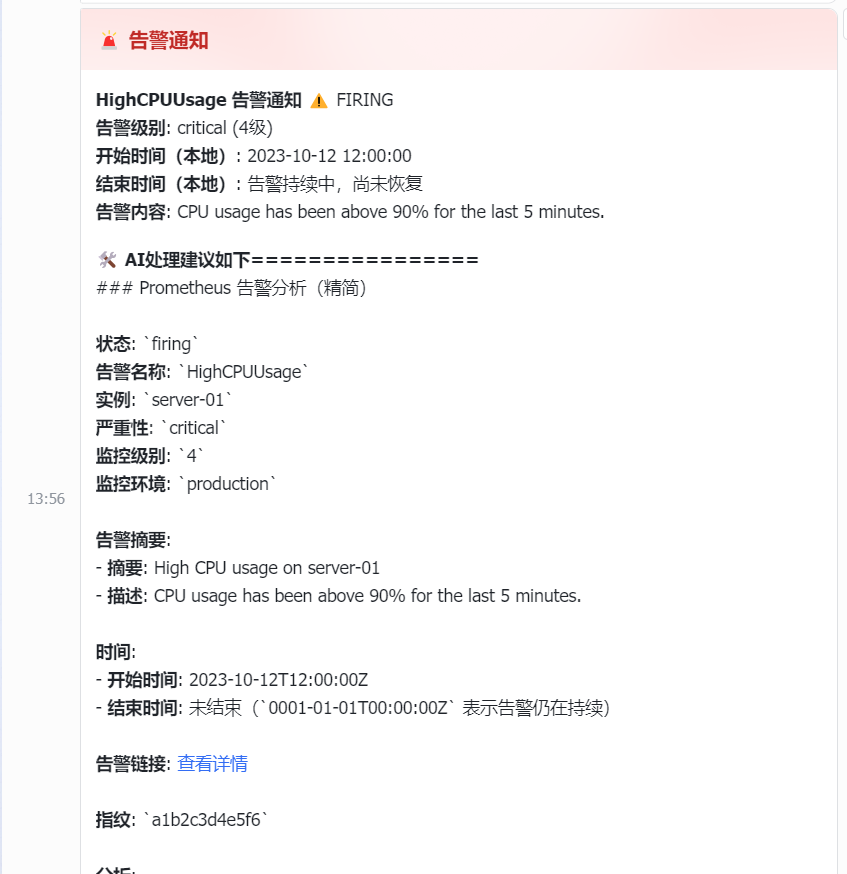 告警通知
HighCPUUsage 告警通知 ⚠️ FIRING
告警级别: critical (4级)
开始时间（本地）: 2023-10-12 12:00:00
结束时间（本地）: 告警持续中，尚未恢复
告警内容: CPU usage has been above 90% for the last 5 minutes.
🛠️ AI处理建议如下================
### Prometheus 告警分析（精简）
状态: `firing`
告警名称: `HighCPUUsage`
实例: `server-01`
严重性: `critical`
监控级别: `4`
监控环境: `production`
13:56
告警摘要:
- 摘要: High CPU usage on server-01
- 描述: CPU usage has been above 90% for the last 5 minutes.
时间:
- 开始时间: 2023-10-12T12:00:00Z
- 结束时间: 未结束（`0001-01-01T00:00:00Z` 表示告警仍在持续）
告警链接: 查看详情
指纹: `a1b2c3d4e5f6`